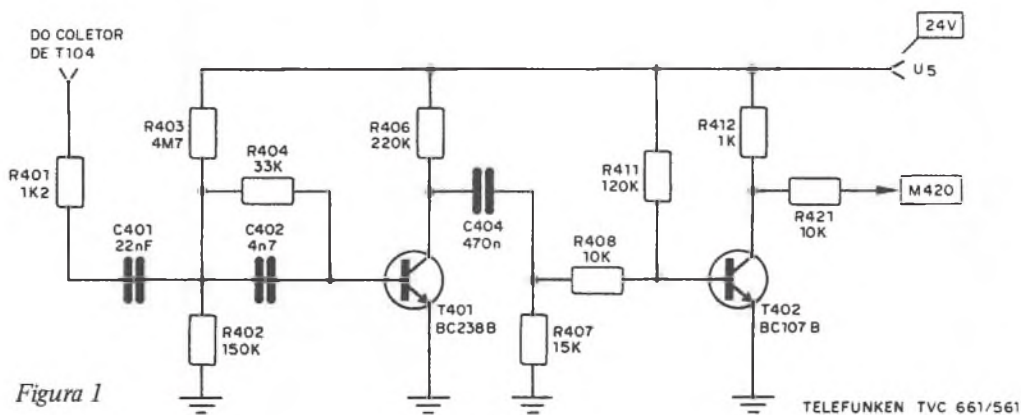 DO COLETOR
DE T104
24V
U5
R403
4M7
R406
220K
R412
1K
R404
33K
R411
120K
R401
1K2
M420
R421
10K
C401
22nF
C402
4n7
C404
470n
R408
10K
T401
BC238B
T402
BC107B
R402
150K
R407
15K
Figura 1
TELEFUNKEN TVC 661/561